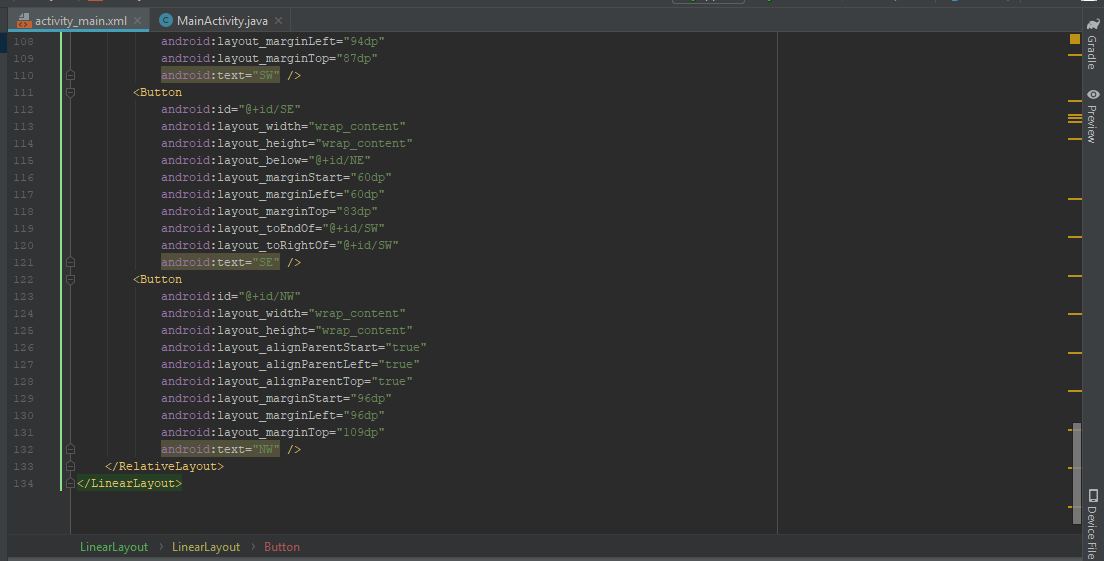 activity_main.xml
MainActivity.java
108 android:layout_marginLeft="94dp"
109 android:layout_marginTop="87dp"
110 android:text="SW" />
111 <Button
112 android:id="@+id/SE"
113 android:layout_width="wrap_content"
114 android:layout_height="wrap_content"
115 android:layout_below="@+id/NE"
116 android:layout_marginStart="60dp"
117 android:layout_marginLeft="60dp"
118 android:layout_marginTop="83dp"
119 android:layout_toEndOf="@+id/SW"
120 android:layout_toRightOf="@+id/SW"
121 android:text="SE" />
122 <Button
123 android:id="@+id/NW"
124 android:layout_width="wrap_content"
125 android:layout_height="wrap_content"
126 android:layout_alignParentStart="true"
127 android:layout_alignParentLeft="true"
128 android:layout_alignParentTop="true"
129 android:layout_marginStart="96dp"
130 android:layout_marginLeft="96dp"
131 android:layout_marginTop="109dp"
132 android:text="NW" />
133 </RelativeLayout>
134 </LinearLayout>
LinearLayout › LinearLayout › Button
Gradle
Preview
Device File